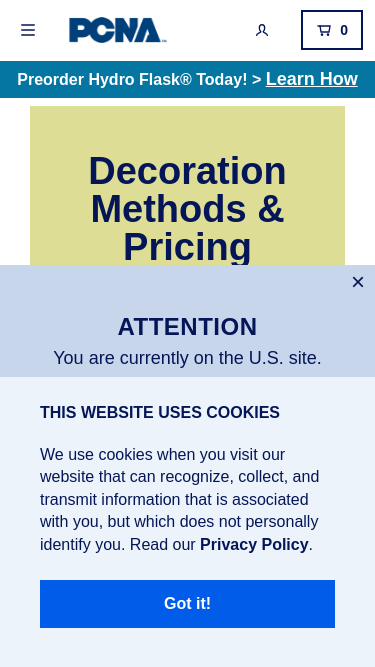 PCNA
0
Preorder Hydro Flask® Today! > Learn How
Decoration
Methods &
Pricing
ATTENTION
You are currently on the U.S. site.
THIS WEBSITE USES COOKIES
We use cookies when you visit our
website that can recognize, collect, and
transmit information that is associated
with you, but which does not personally
identify you. Read our Privacy Policy.
Got it!